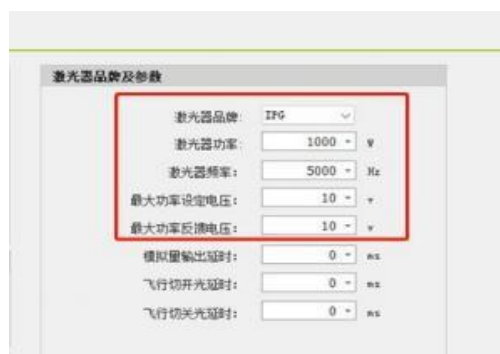 激光器品牌及参数
激光器品牌: IPG
激光器功率: 1000 W
激光器频率: 5000 Hz
最大功率设定电压: 10 v
最大功率反馈电压: 10 v
模拟量输出延时: 0 ms
飞行切开光延时: 0 ms
飞行切关光延时: 0 ms